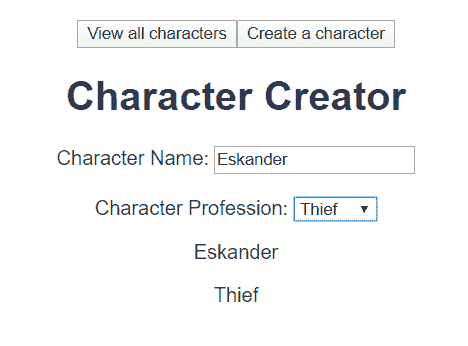 View all characters Create a character
Character Creator
Character Name: Eskander
Character Profession: Thief
Eskander
Thief